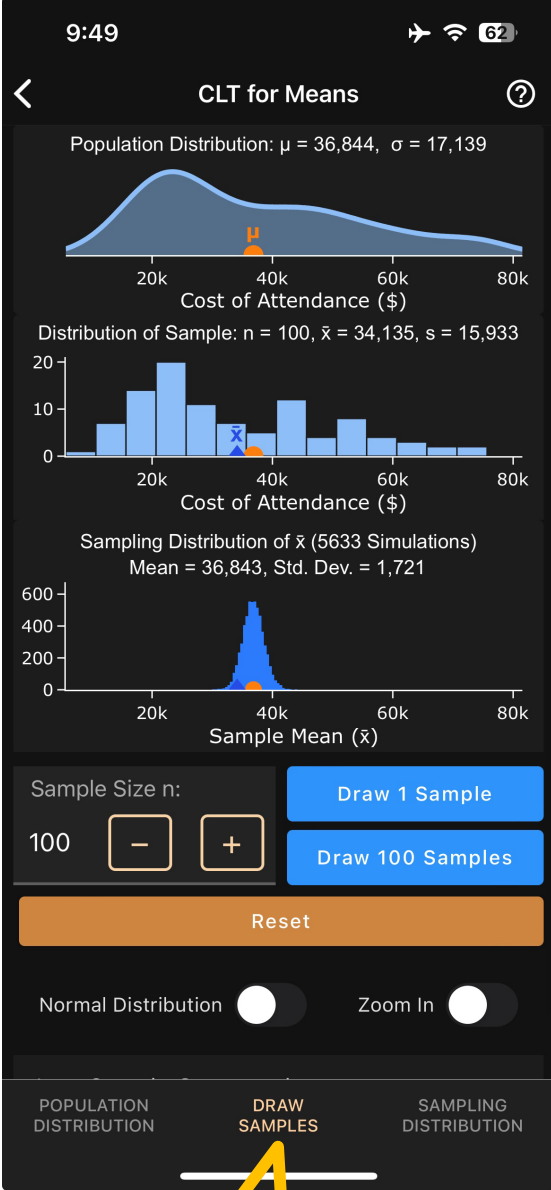 9:49
62
CLT for Means
?
Population Distribution: μ = 36,844, σ = 17,139
μ
20k 40k 60k 80k
Cost of Attendance ($)
Distribution of Sample: n = 100, x̄ = 34,135, s = 15,933
20
10
x̄
0
20k 40k 60k 80k
Cost of Attendance ($)
Sampling Distribution of x̄ (5633 Simulations)
Mean = 36,843, Std. Dev. = 1,721
600
400
200
0
20k 40k 60k 80k
Sample Mean (x̄)
Sample Size n:
100 − +
Draw 1 Sample
Draw 100 Samples
Reset
Normal Distribution
Zoom In
POPULATION DISTRIBUTION
DRAW SAMPLES
SAMPLING DISTRIBUTION